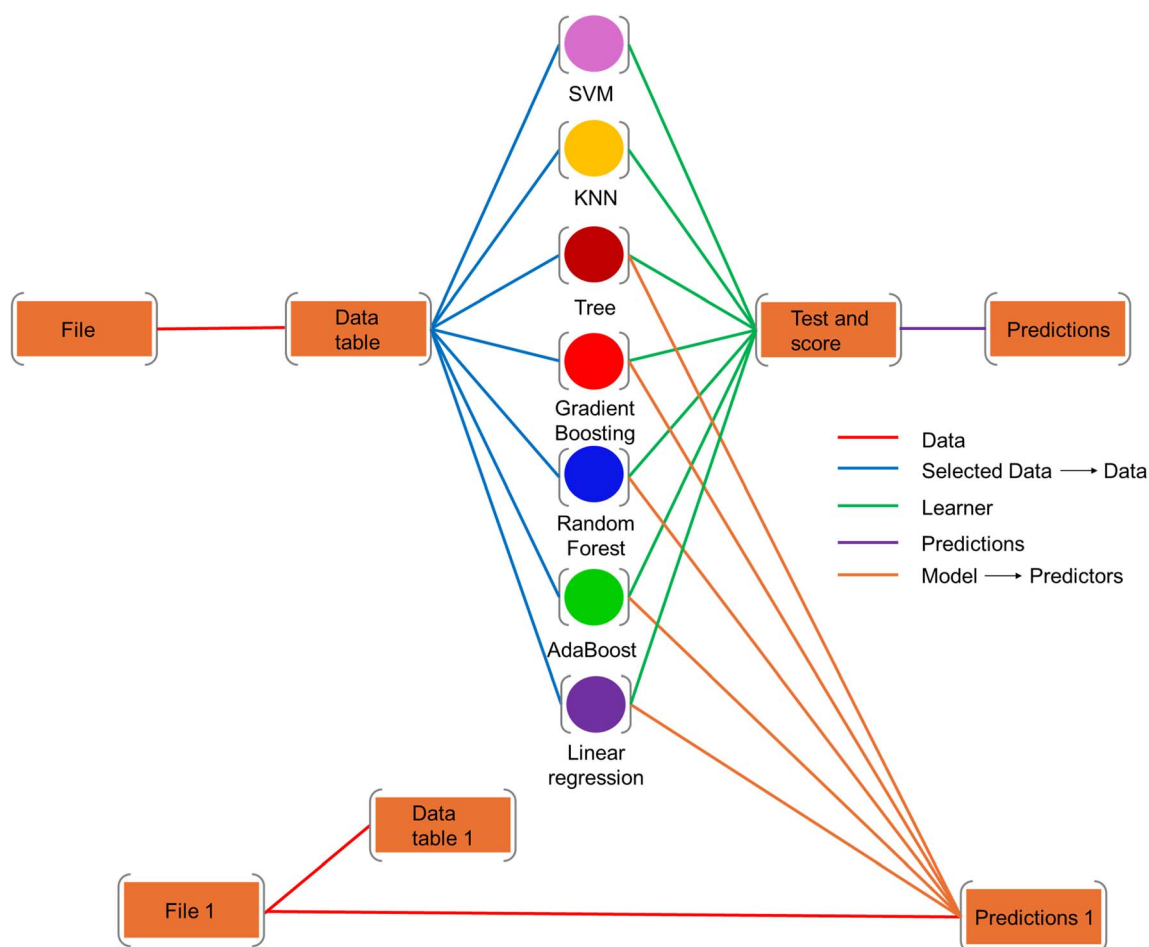 SVM
KNN
Tree
File
Data
table
Test and
score
Predictions
Gradient
Boosting
Random
Forest
AdaBoost
Linear
regression
Data
Selected Data → Data
Learner
Predictions
Model → Predictors
Data
table 1
File 1
Predictions 1